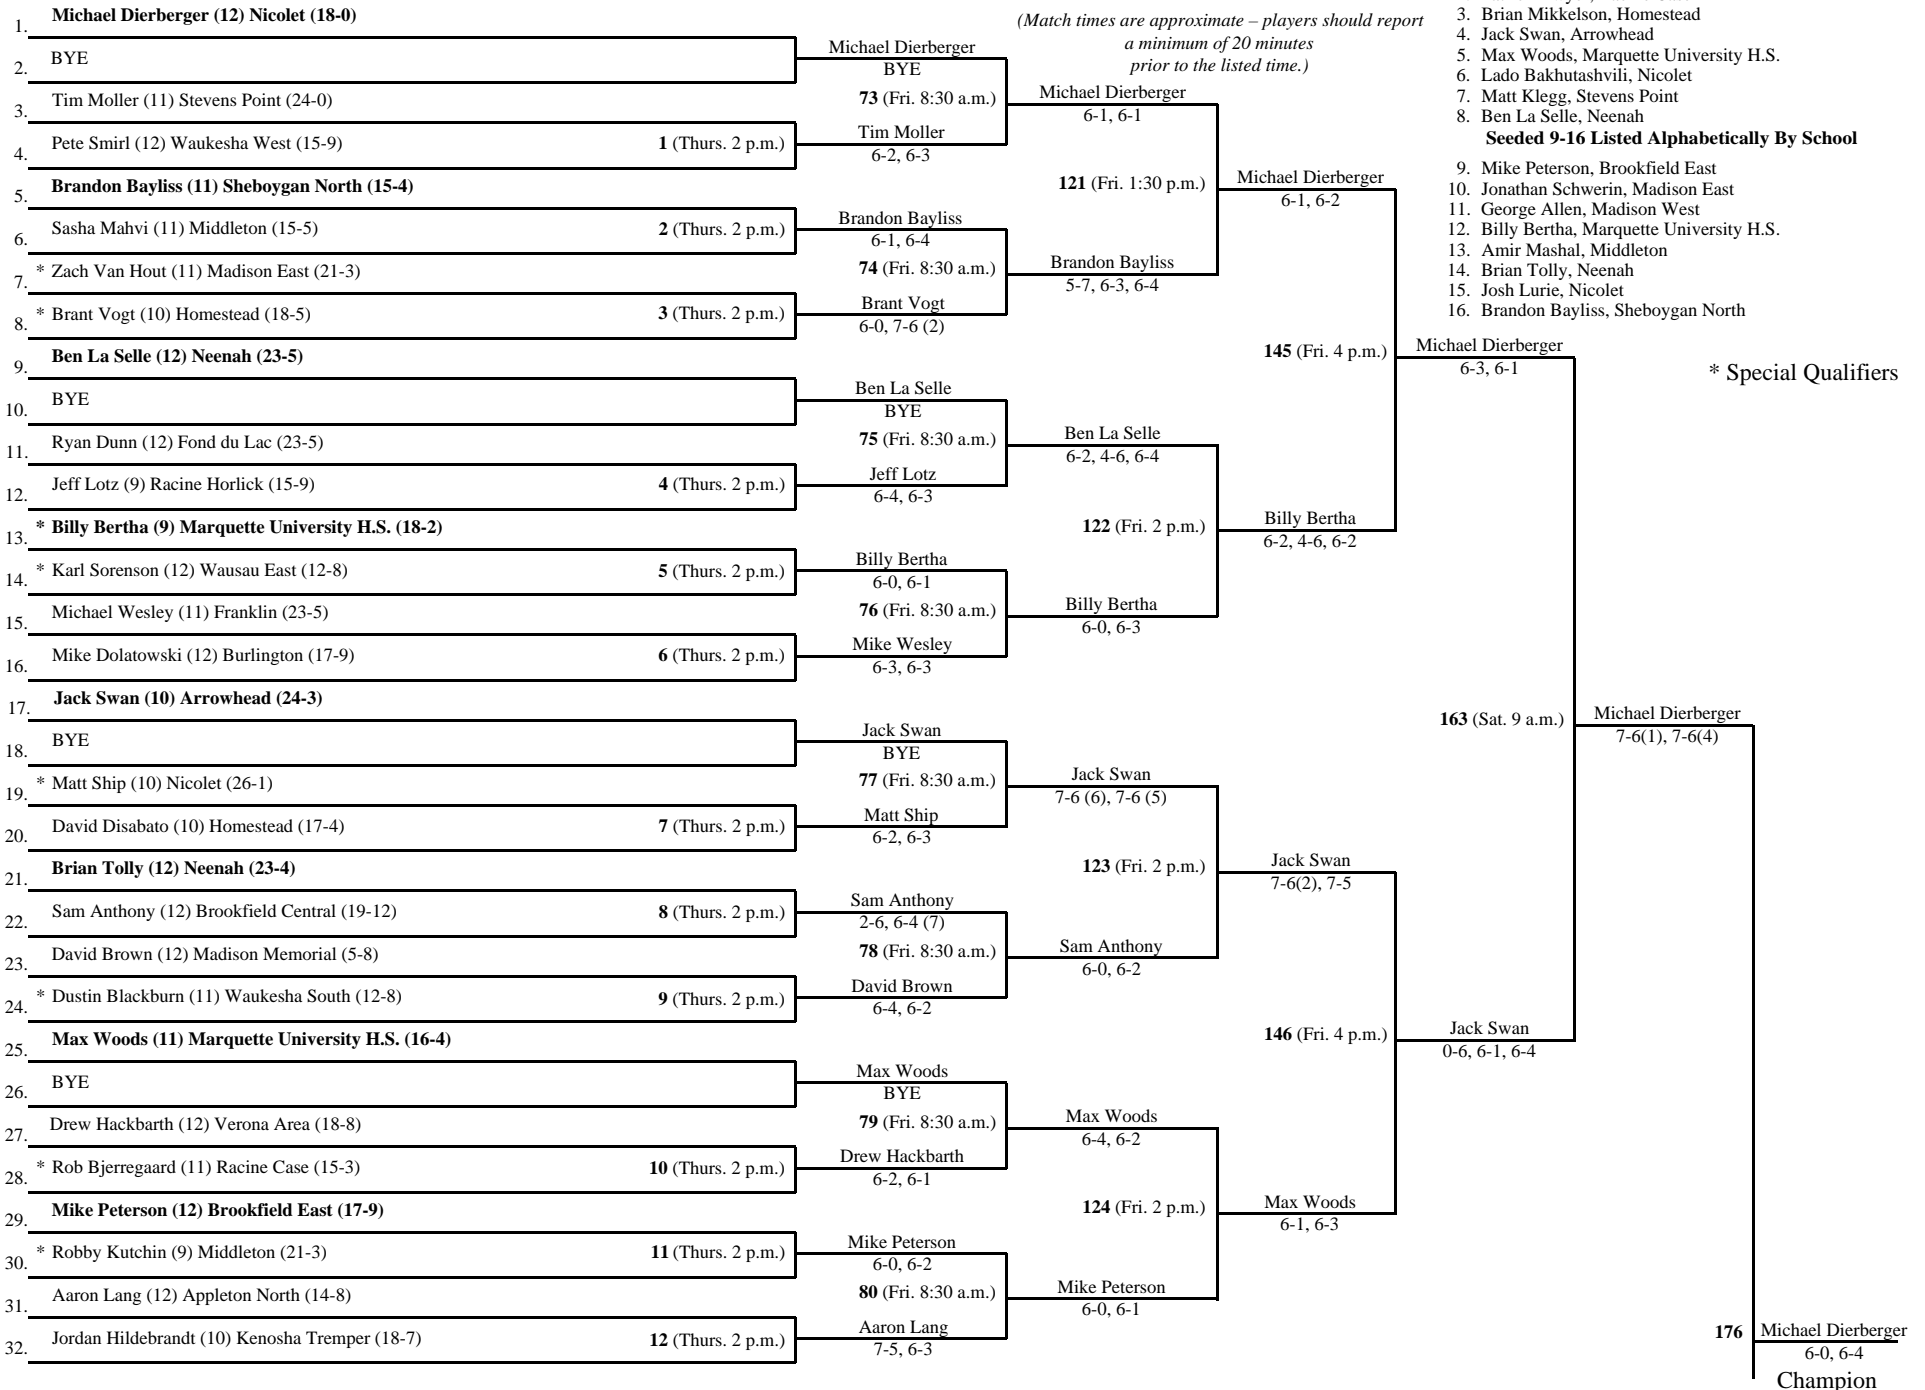 1. Michael Dierberger (12) Nicolet (18-0)
2. BYE
3. Tim Moller (11) Stevens Point (24-0)
4. Pete Smirl (12) Waukesha West (15-9)
1 (Thurs. 2 p.m.)
5. Brandon Bayliss (11) Sheboygan North (15-4)
6. Sasha Mahvi (11) Middleton (15-5)
2 (Thurs. 2 p.m.)
7. * Zach Van Hout (11) Madison East (21-3)
8. * Brant Vogt (10) Homestead (18-5)
3 (Thurs. 2 p.m.)
9. Ben La Selle (12) Neenah (23-5)
10. BYE
11. Ryan Dunn (12) Fond du Lac (23-5)
12. Jeff Lotz (9) Racine Horlick (15-9)
4 (Thurs. 2 p.m.)
13. * Billy Bertha (9) Marquette University H.S. (18-2)
14. * Karl Sorenson (12) Wausau East (12-8)
5 (Thurs. 2 p.m.)
15. Michael Wesley (11) Franklin (23-5)
16. Mike Dolatowski (12) Burlington (17-9)
6 (Thurs. 2 p.m.)
17. Jack Swan (10) Arrowhead (24-3)
18. BYE
19. * Matt Ship (10) Nicolet (26-1)
20. David Disabato (10) Homestead (17-4)
7 (Thurs. 2 p.m.)
21. Brian Tolly (12) Neenah (23-4)
22. Sam Anthony (12) Brookfield Central (19-12)
8 (Thurs. 2 p.m.)
23. David Brown (12) Madison Memorial (5-8)
24. * Dustin Blackburn (11) Waukesha South (12-8)
9 (Thurs. 2 p.m.)
25. Max Woods (11) Marquette University H.S. (16-4)
26. BYE
27. Drew Hackbarth (12) Verona Area (18-8)
28. * Rob Bjerregaard (11) Racine Case (15-3)
10 (Thurs. 2 p.m.)
29. Mike Peterson (12) Brookfield East (17-9)
30. * Robby Kutchin (9) Middleton (21-3)
11 (Thurs. 2 p.m.)
31. Aaron Lang (12) Appleton North (14-8)
32. Jordan Hildebrandt (10) Kenosha Tremper (18-7)
12 (Thurs. 2 p.m.)
Michael Dierberger
BYE
73 (Fri. 8:30 a.m.)
Tim Moller
6-2, 6-3
Brandon Bayliss
6-1, 6-4
74 (Fri. 8:30 a.m.)
Brant Vogt
6-0, 7-6 (2)
Ben La Selle
BYE
75 (Fri. 8:30 a.m.)
Jeff Lotz
6-4, 6-3
Billy Bertha
6-0, 6-1
76 (Fri. 8:30 a.m.)
Mike Wesley
6-3, 6-3
Jack Swan
BYE
77 (Fri. 8:30 a.m.)
Matt Ship
6-2, 6-3
Sam Anthony
2-6, 6-4 (7)
78 (Fri. 8:30 a.m.)
David Brown
6-4, 6-2
Max Woods
BYE
79 (Fri. 8:30 a.m.)
Drew Hackbarth
6-2, 6-1
Mike Peterson
6-0, 6-2
80 (Fri. 8:30 a.m.)
Aaron Lang
7-5, 6-3
(Match times are approximate – players should report
a minimum of 20 minutes
prior to the listed time.)
Michael Dierberger
6-1, 6-1
121 (Fri. 1:30 p.m.)
Brandon Bayliss
5-7, 6-3, 6-4
Ben La Selle
6-2, 4-6, 6-4
122 (Fri. 2 p.m.)
Billy Bertha
6-0, 6-3
Jack Swan
7-6 (6), 7-6 (5)
123 (Fri. 2 p.m.)
Sam Anthony
6-0, 6-2
Max Woods
6-4, 6-2
124 (Fri. 2 p.m.)
Mike Peterson
6-0, 6-1
Michael Dierberger
6-1, 6-2
145 (Fri. 4 p.m.)
Billy Bertha
6-2, 4-6, 6-2
Jack Swan
7-6(2), 7-5
146 (Fri. 4 p.m.)
Max Woods
6-1, 6-3
3. Brian Mikkelson, Homestead
4. Jack Swan, Arrowhead
5. Max Woods, Marquette University H.S.
6. Lado Bakhutashvili, Nicolet
7. Matt Klegg, Stevens Point
8. Ben La Selle, Neenah
Seeded 9-16 Listed Alphabetically By School
9. Mike Peterson, Brookfield East
10. Jonathan Schwerin, Madison East
11. George Allen, Madison West
12. Billy Bertha, Marquette University H.S.
13. Amir Mashal, Middleton
14. Brian Tolly, Neenah
15. Josh Lurie, Nicolet
16. Brandon Bayliss, Sheboygan North
* Special Qualifiers
Michael Dierberger
6-3, 6-1
163 (Sat. 9 a.m.)
Jack Swan
0-6, 6-1, 6-4
Michael Dierberger
7-6(1), 7-6(4)
176
Michael Dierberger
6-0, 6-4
Champion